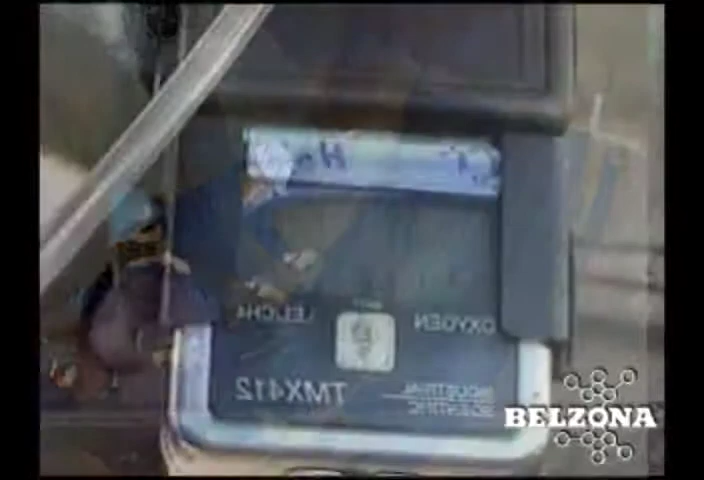 OXYGEN LEL/CH4
INDUSTRIAL
SCIENTIFIC TMX412
BELZONA